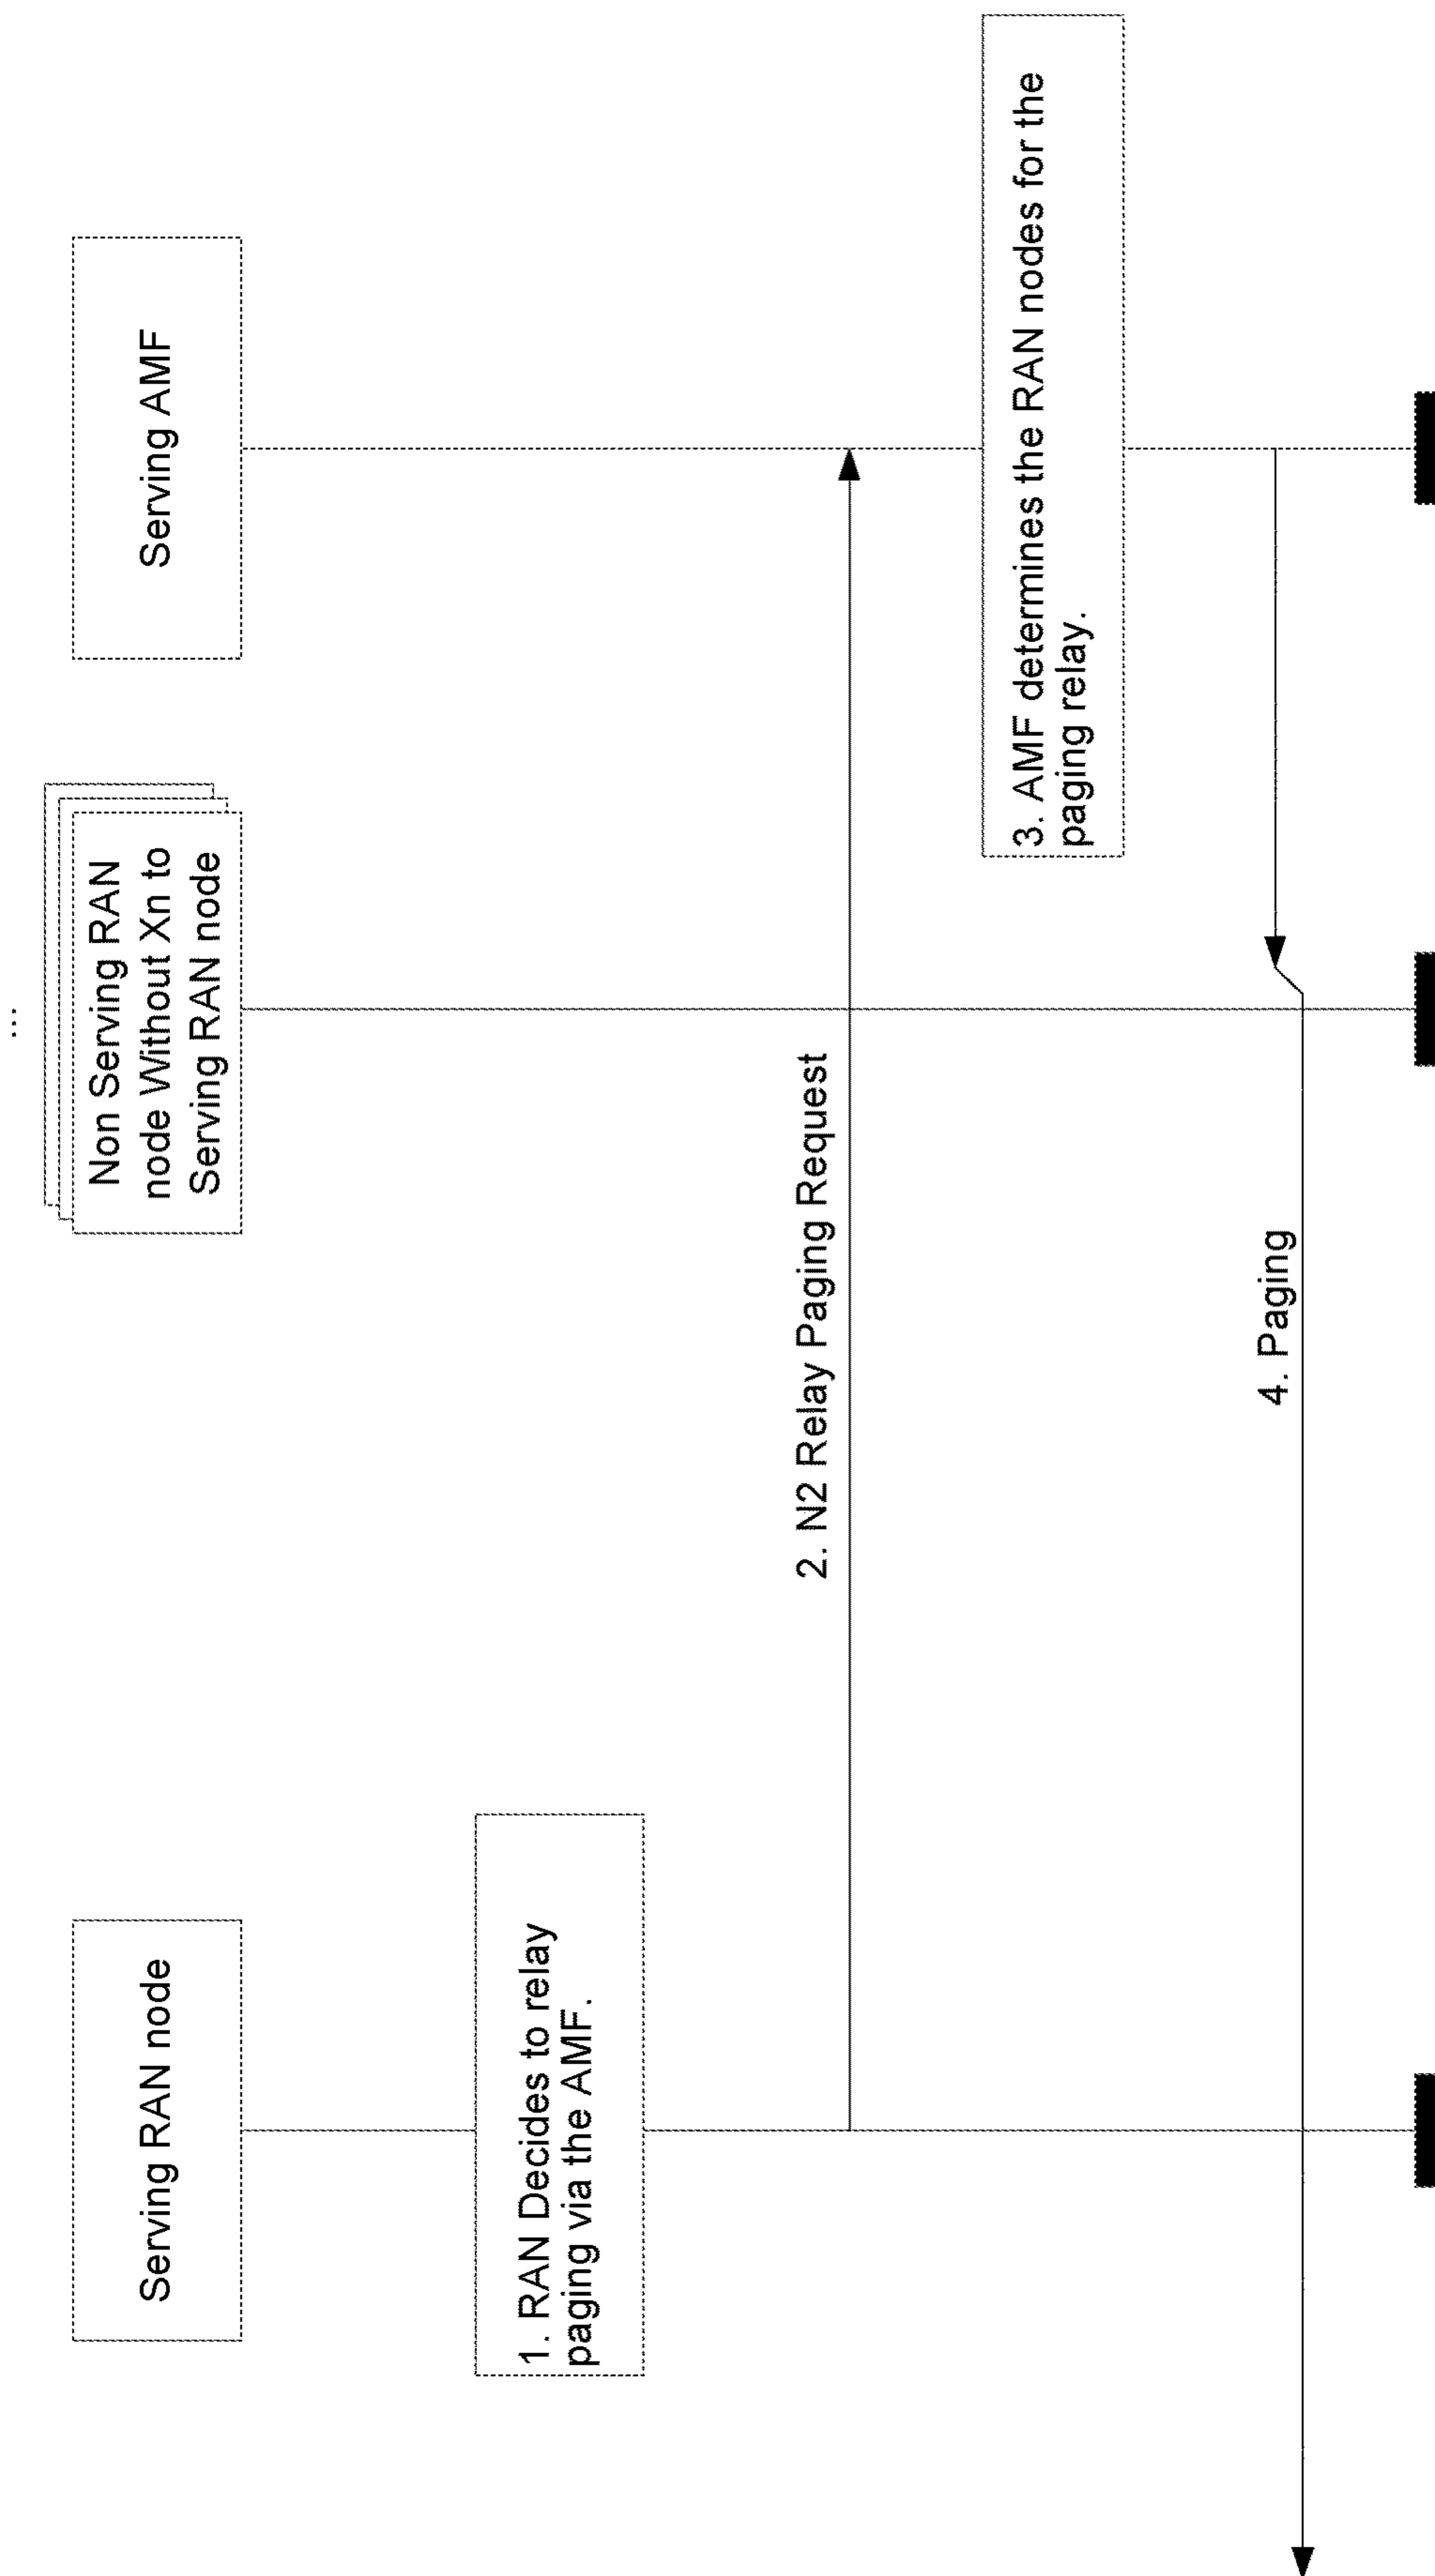 Serving RAN node
...
Non Serving RAN
node Without Xn to
Serving RAN node
Serving AMF
1. RAN Decides to relay
paging via the AMF.
2. N2 Relay Paging Request
3. AMF determines the RAN nodes for the
paging relay.
4. Paging